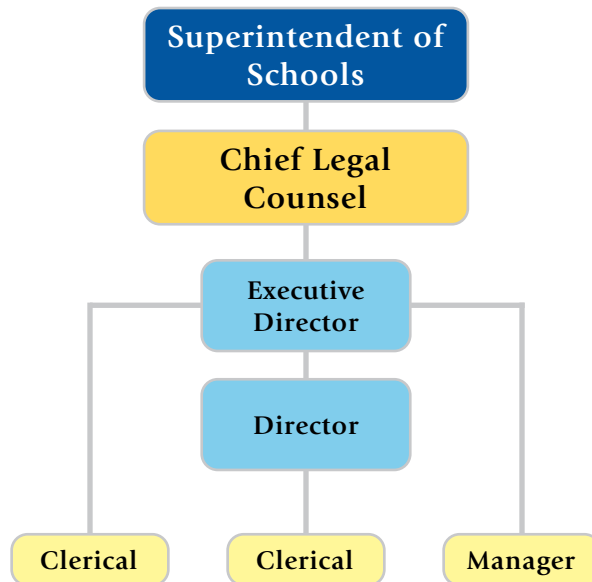 Superintendent of
Schools
Chief Legal
Counsel
Executive
Director
Director
Clerical
Clerical
Manager